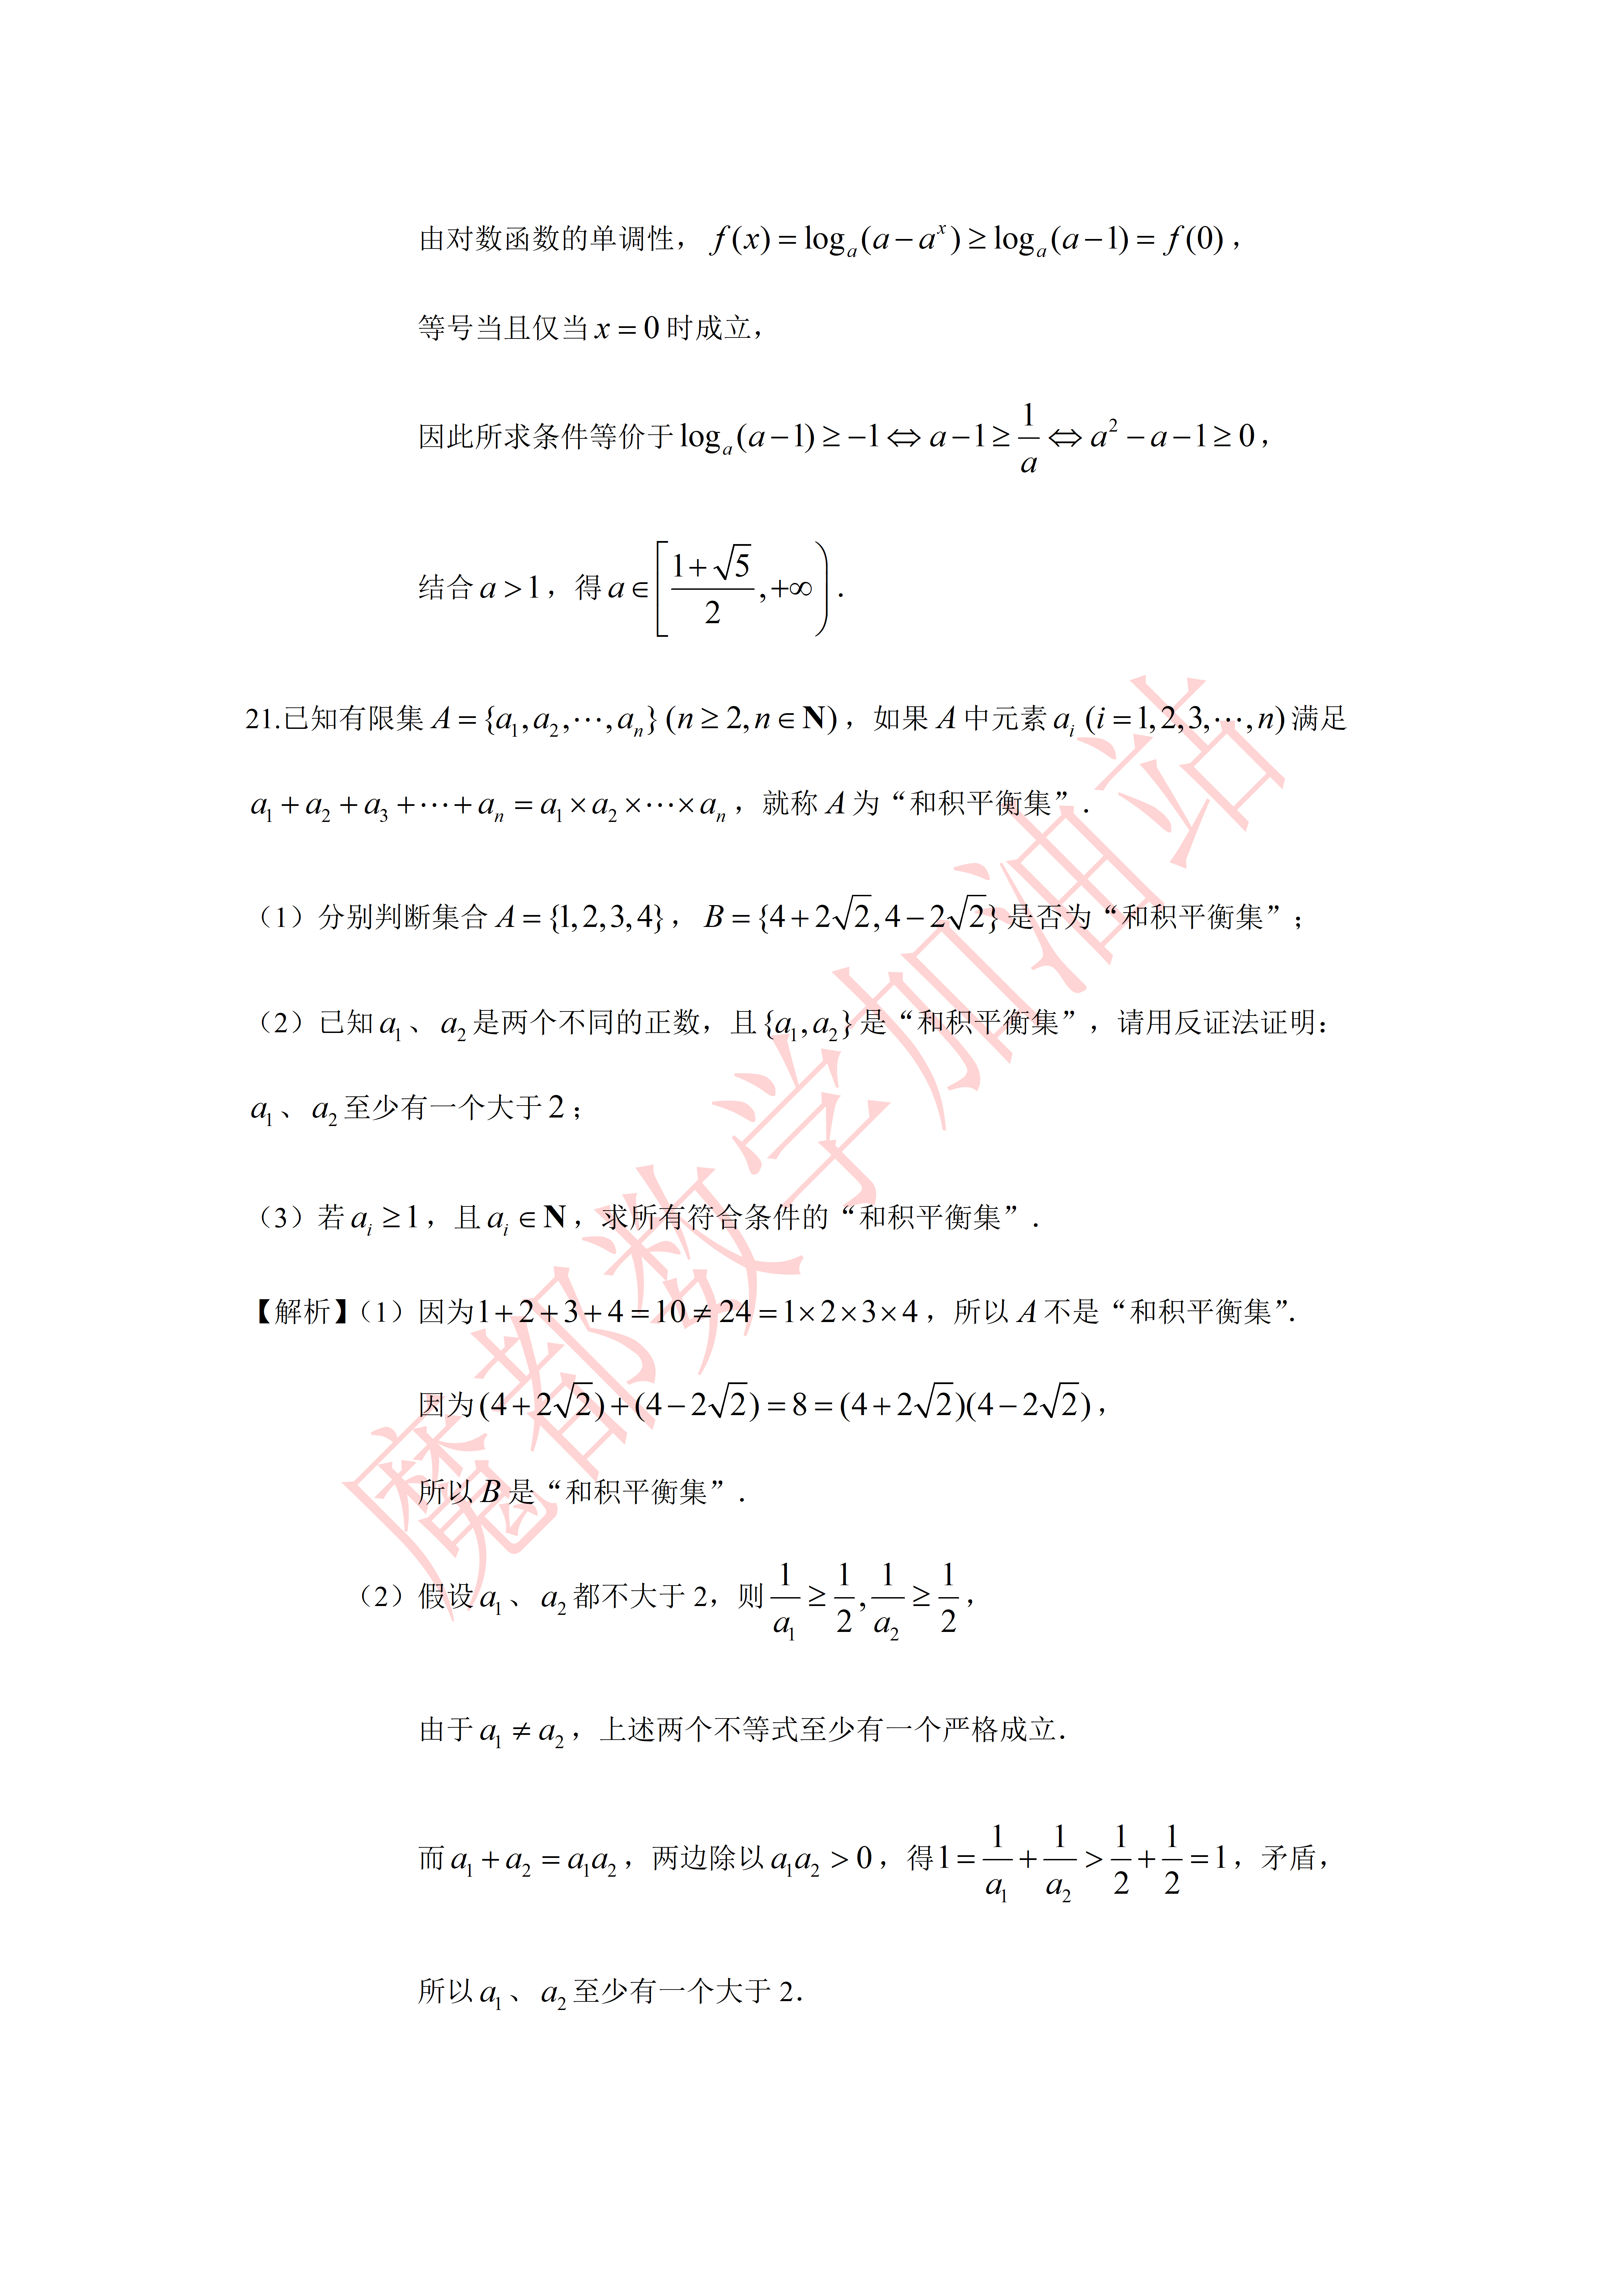 由对数函数的单调性，f(x) = logₐ(a − aˣ) ≥ logₐ(a − 1) = f(0)，
等号当且仅当 x = 0 时成立，
因此所求条件等价于 logₐ(a − 1) ≥ −1 ⇔ a − 1 ≥ 1/a ⇔ a² − a − 1 ≥ 0，
结合 a > 1，得 a ∈ [(1 + √5)/2, +∞)．
21.已知有限集 A = {a₁, a₂, ⋯, aₙ} (n ≥ 2, n ∈ N)，如果 A 中元素 aᵢ (i = 1, 2, 3, ⋯, n) 满足
a₁ + a₂ + a₃ + ⋯ + aₙ = a₁ × a₂ × ⋯ × aₙ，就称 A 为“和积平衡集”．
（1）分别判断集合 A = {1, 2, 3, 4}，B = {4 + 2√2, 4 − 2√2} 是否为“和积平衡集”；
（2）已知 a₁、a₂ 是两个不同的正数，且 {a₁, a₂} 是“和积平衡集”，请用反证法证明：
a₁、a₂ 至少有一个大于 2；
（3）若 aᵢ ≥ 1，且 aᵢ ∈ N，求所有符合条件的“和积平衡集”．
【解析】（1）因为 1 + 2 + 3 + 4 = 10 ≠ 24 = 1 × 2 × 3 × 4，所以 A 不是“和积平衡集”．
因为 (4 + 2√2) + (4 − 2√2) = 8 = (4 + 2√2)(4 − 2√2)，
所以 B 是“和积平衡集”．
（2）假设 a₁、a₂ 都不大于 2，则 1/a₁ ≥ 1/2, 1/a₂ ≥ 1/2，
由于 a₁ ≠ a₂，上述两个不等式至少有一个严格成立．
而 a₁ + a₂ = a₁a₂，两边除以 a₁a₂ > 0，得 1 = 1/a₁ + 1/a₂ > 1/2 + 1/2 = 1，矛盾，
所以 a₁、a₂ 至少有一个大于 2．
魔都数学加油站